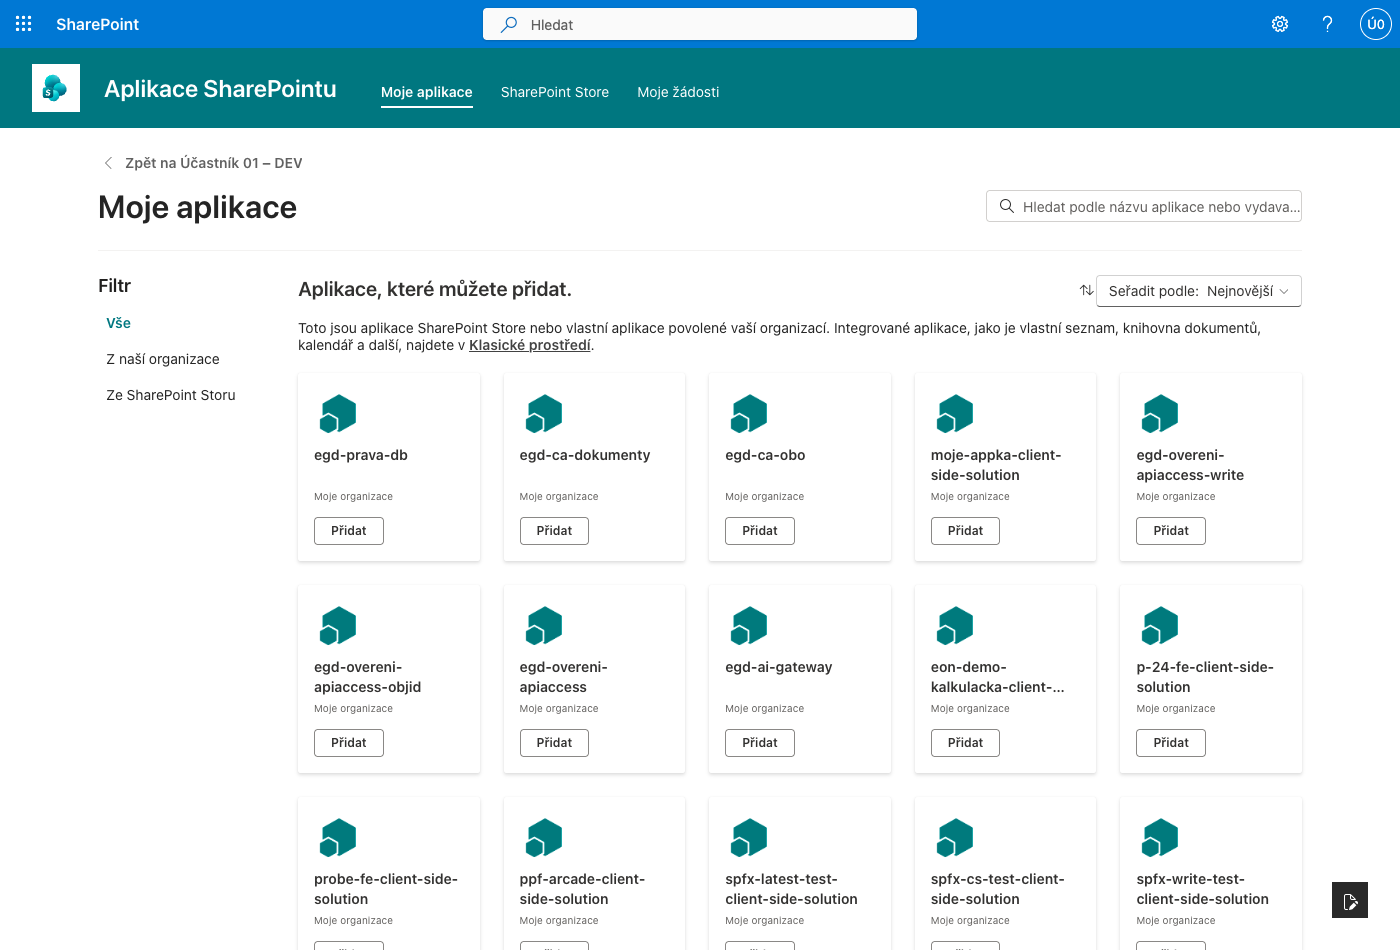 SharePoint
Hledat
?
Ú0
S
Aplikace SharePointu
Moje aplikace
SharePoint Store
Moje žádosti
Zpět na Účastník 01 – DEV
Moje aplikace
Hledat podle názvu aplikace nebo vydava...
Filtr
Vše
Z naší organizace
Ze SharePoint Storu
Aplikace, které můžete přidat.
Seřadit podle: Nejnovější
Toto jsou aplikace SharePoint Store nebo vlastní aplikace povolené vaší organizací. Integrované aplikace, jako je vlastní seznam, knihovna dokumentů,
kalendář a další, najdete v Klasické prostředí.
egd-prava-db
Moje organizace
Přidat
egd-ca-dokumenty
Moje organizace
Přidat
egd-ca-obo
Moje organizace
Přidat
moje-appka-client-
side-solution
Moje organizace
Přidat
egd-overeni-
apiaccess-write
Moje organizace
Přidat
egd-overeni-
apiaccess-objid
Moje organizace
Přidat
egd-overeni-
apiaccess
Moje organizace
Přidat
egd-ai-gateway
Moje organizace
Přidat
eon-demo-
kalkulacka-client-...
Moje organizace
Přidat
p-24-fe-client-side-
solution
Moje organizace
Přidat
probe-fe-client-side-
solution
Moje organizace
ppf-arcade-client-
side-solution
Moje organizace
spfx-latest-test-
client-side-solution
Moje organizace
spfx-cs-test-client-
side-solution
Moje organizace
spfx-write-test-
client-side-solution
Moje organizace